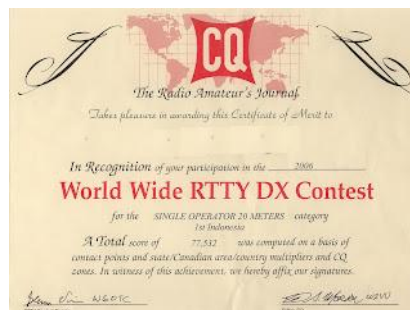 CQ
The Radio Amateur's Journal
Takes pleasure in awarding this Certificate of Merit to
In Recognition of your participation in the 2006
World Wide RTTY DX Contest
for the SINGLE OPERATOR 20 METERS category
1st Indonesia
A Total score of 77,532 was computed on a basis of
contact points and state/Canadian area/country multipliers and CQ
zones. In witness of this achievement, we hereby affix our signatures.